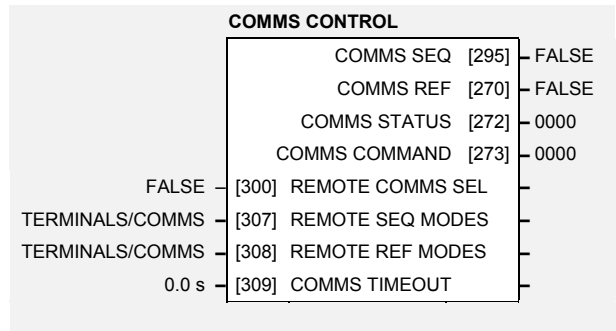 COMMS CONTROL
COMMS SEQ [295] – FALSE
COMMS REF [270] – FALSE
COMMS STATUS [272] – 0000
COMMS COMMAND [273] – 0000
FALSE – [300] REMOTE COMMS SEL –
TERMINALS/COMMS – [307] REMOTE SEQ MODES –
TERMINALS/COMMS – [308] REMOTE REF MODES –
0.0 s – [309] COMMS TIMEOUT –